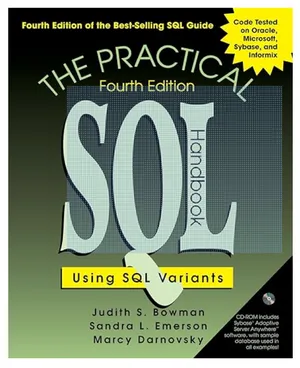 Fourth Edition of the Best-Selling SQL Guide
Code Tested
on Oracle,
Microsoft,
Sybase, and
Informix
THE PRACTICAL
Fourth Edition
SQL
Handbook
Using SQL Variants
Judith S. Bowman
Sandra L. Emerson
Marcy Darnovsky
CD-ROM includes
Sybase® Adaptive
Server Anywhere™
software, with sample
database used in
all examples!